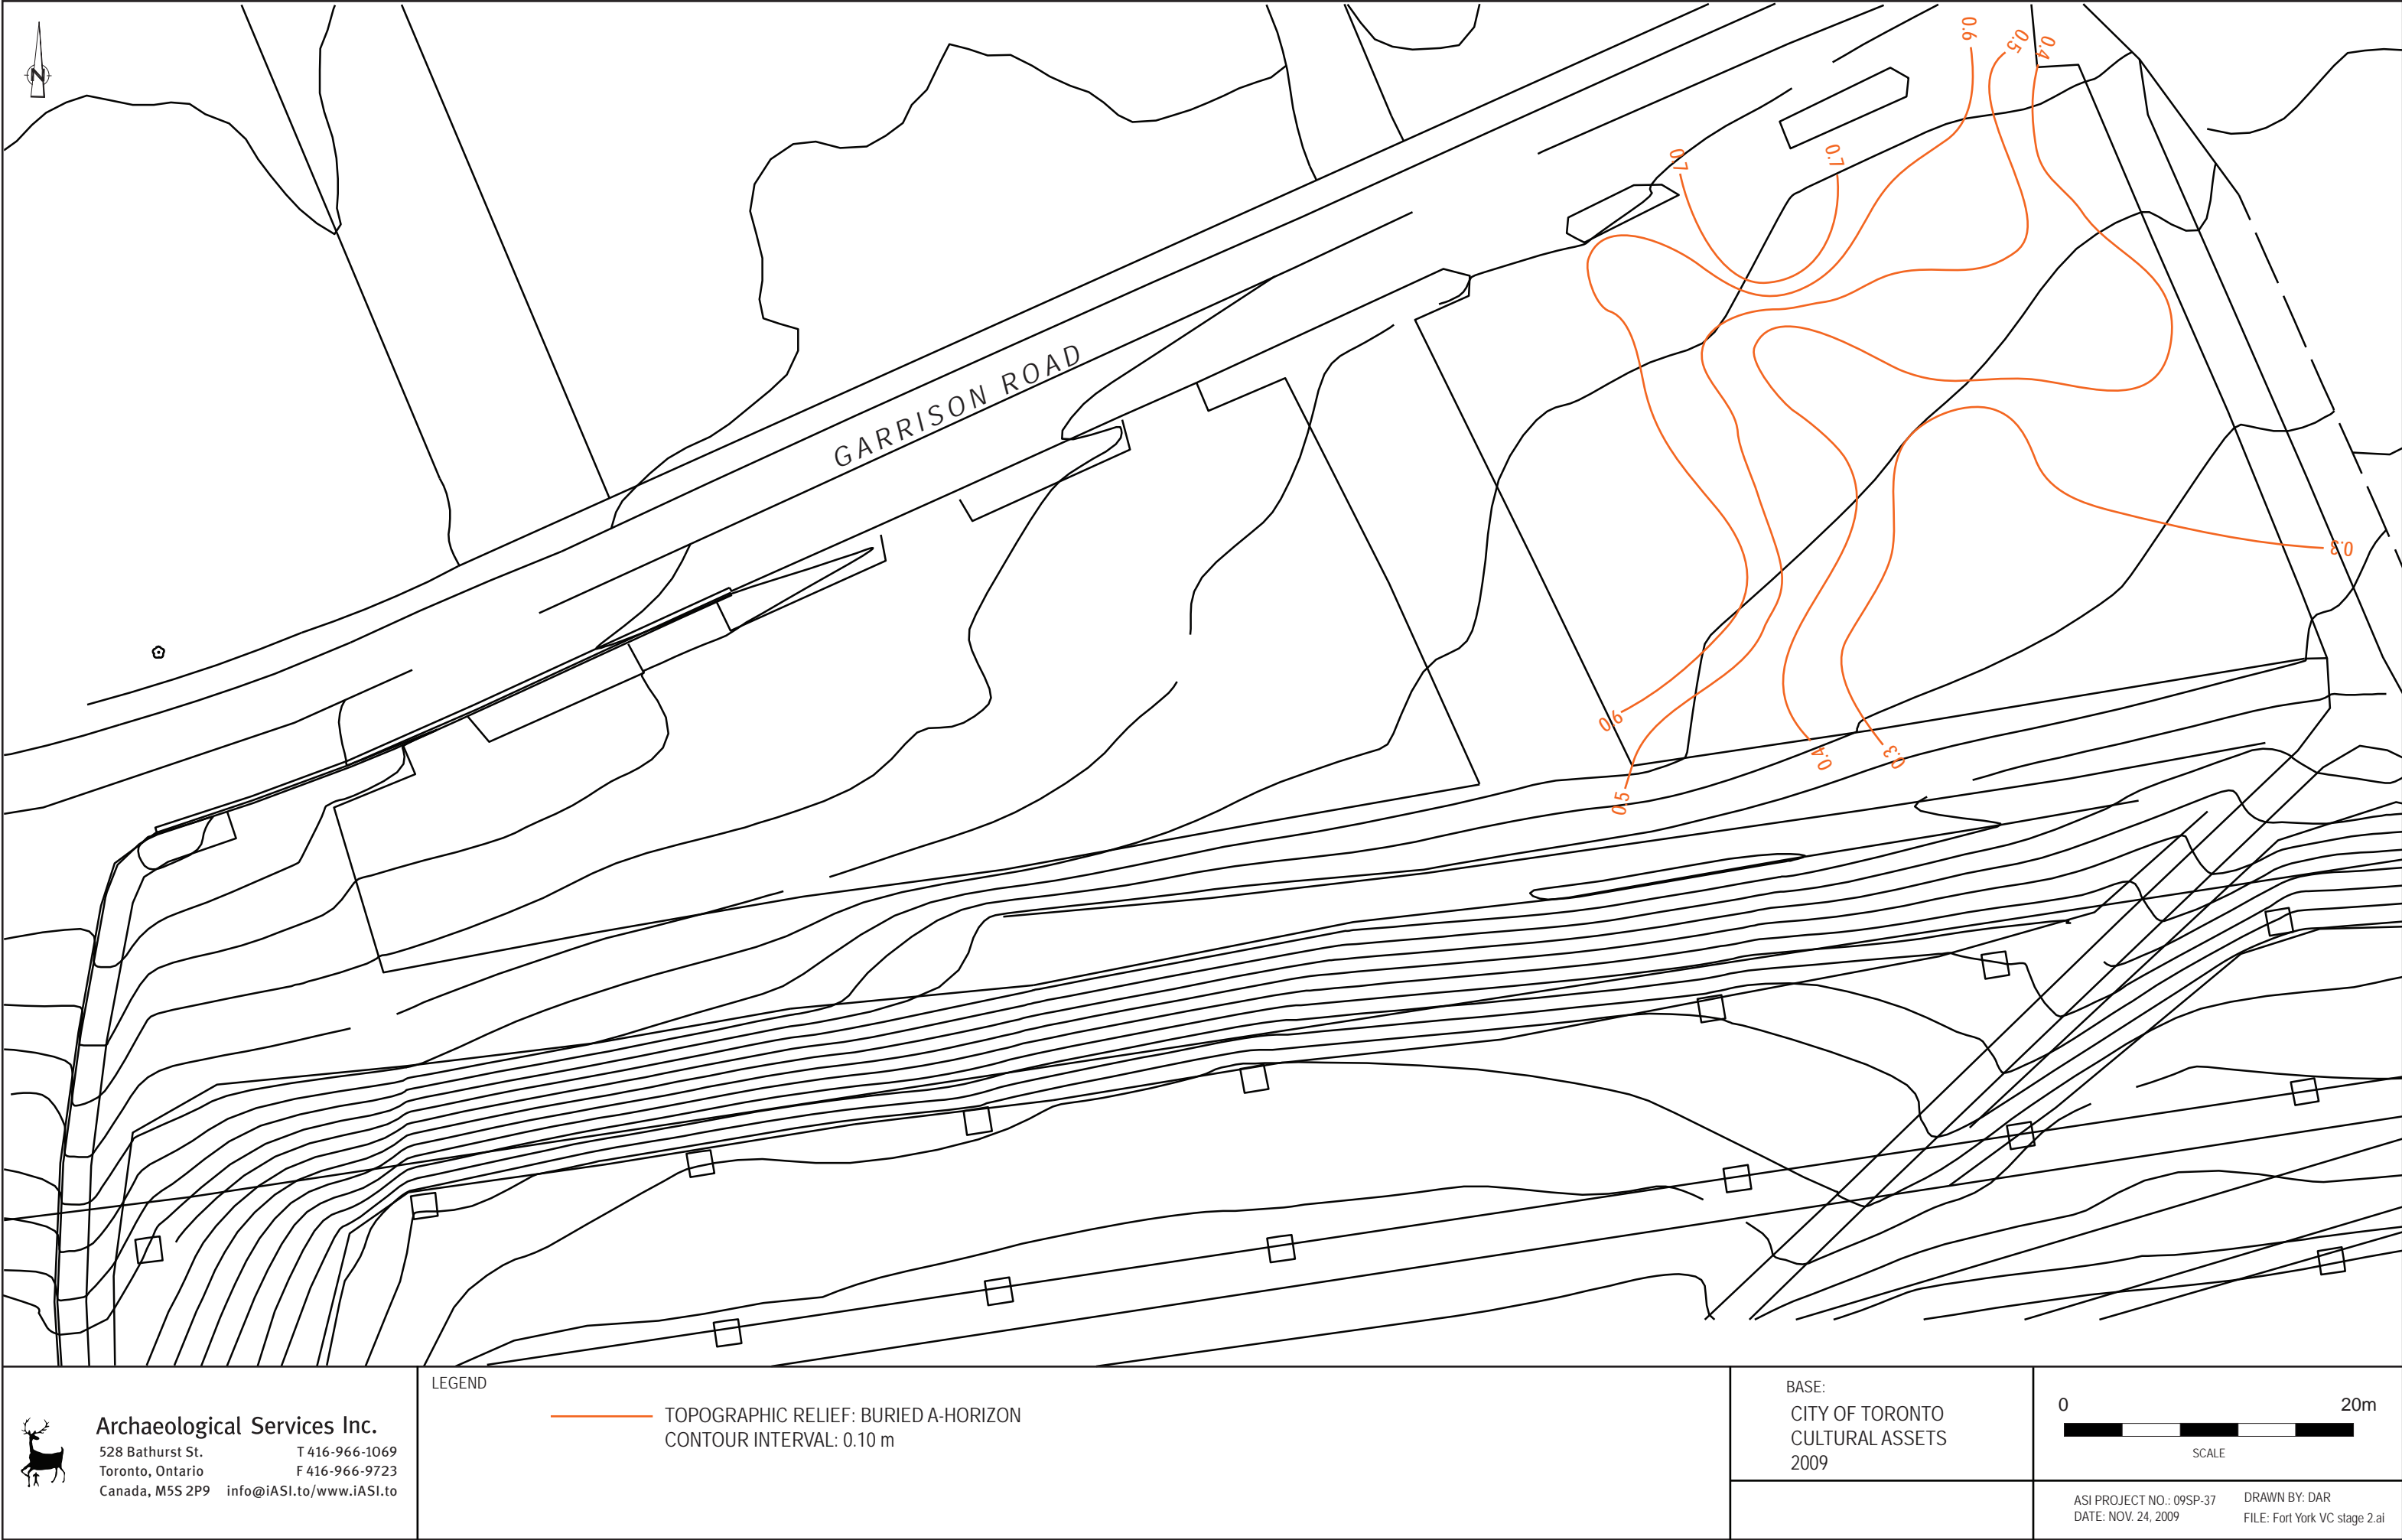 N
0.6
0.5
0.4
0.7
0.7
GARRISON ROAD
0.3
0.6
0.5
0.4
0.3
Archaeological Services Inc.
528 Bathurst St. T 416-966-1069
Toronto, Ontario F 416-966-9723
Canada, M5S 2P9 info@iASI.to/www.iASI.to
LEGEND
TOPOGRAPHIC RELIEF: BURIED A-HORIZON
CONTOUR INTERVAL: 0.10 m
BASE:
CITY OF TORONTO
CULTURAL ASSETS
2009
0 20m
SCALE
ASI PROJECT NO.: 09SP-37
DATE: NOV. 24, 2009
DRAWN BY: DAR
FILE: Fort York VC stage 2.ai